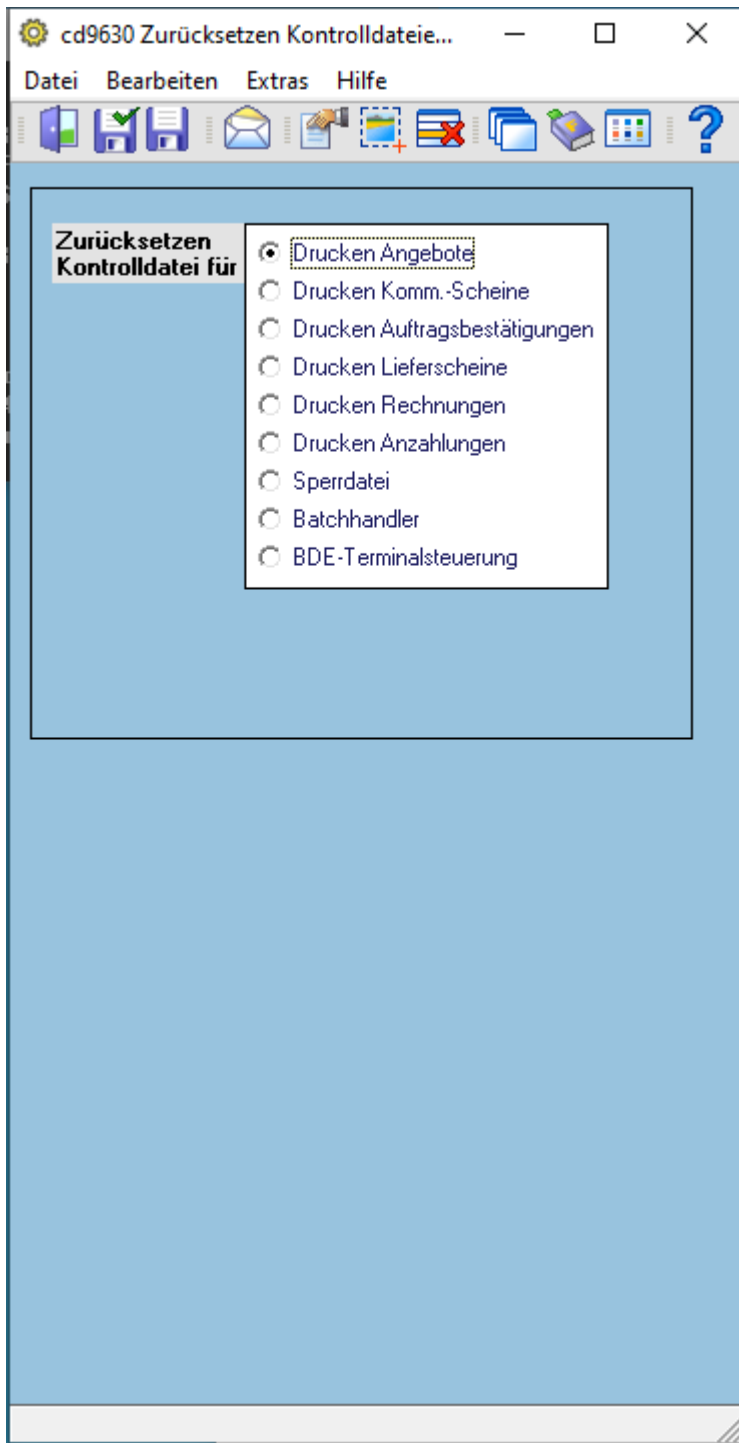 cd9630 Zurücksetzen Kontrolldateie...
Datei Bearbeiten Extras Hilfe
Zurücksetzen
Kontrolldatei für
Drucken Angebote
Drucken Komm.-Scheine
Drucken Auftragsbestätigungen
Drucken Lieferscheine
Drucken Rechnungen
Drucken Anzahlungen
Sperrdatei
Batchhandler
BDE-Terminalsteuerung